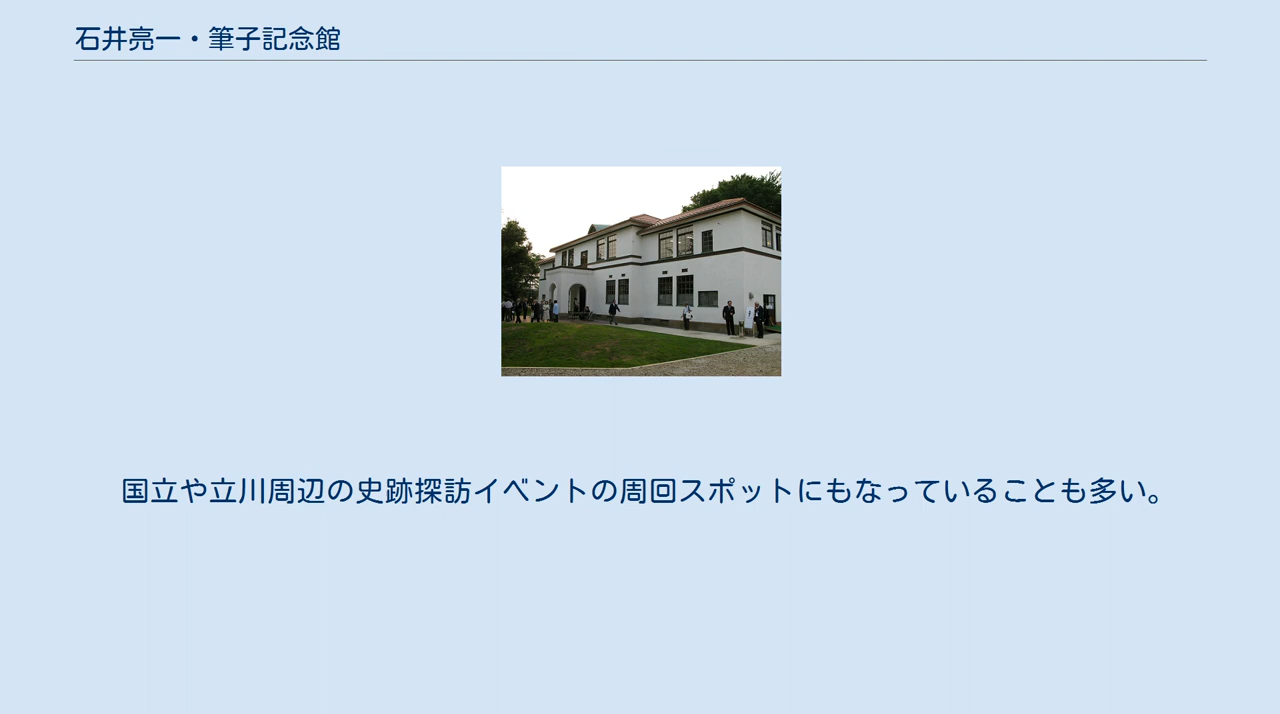 石井亮一・筆子記念館
国立や立川周辺の史跡探訪イベントの周回スポットにもなっていることも多い。